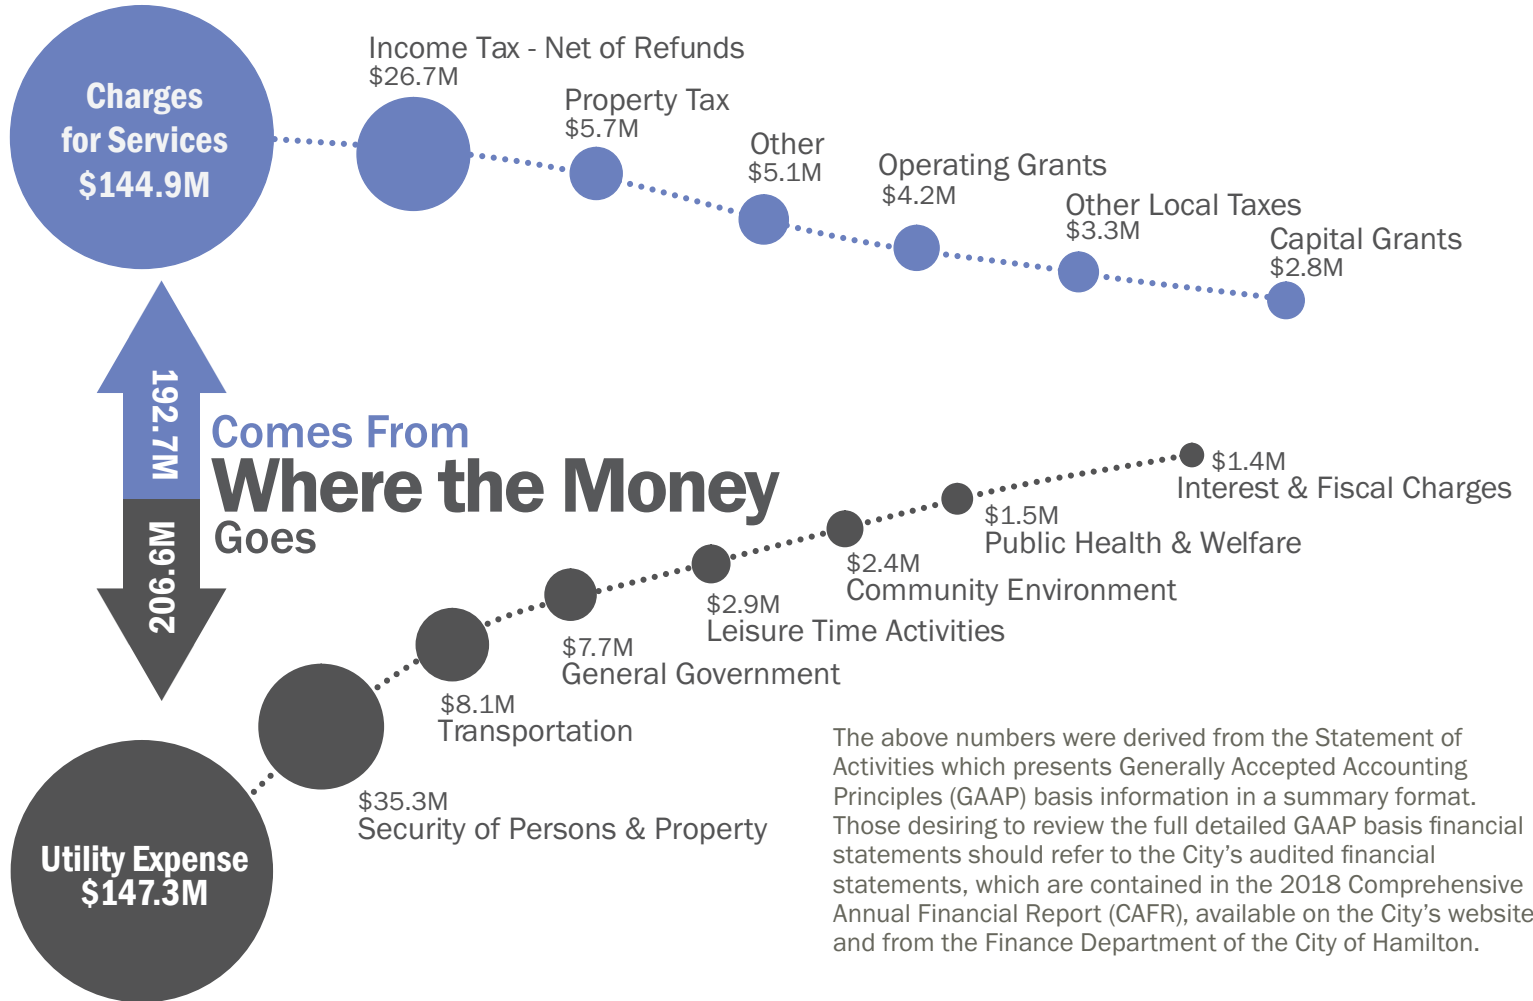 Charges
for Services
$144.9M
Income Tax - Net of Refunds
$26.7M
Property Tax
$5.7M
Other
$5.1M
Operating Grants
$4.2M
Other Local Taxes
$3.3M
Capital Grants
$2.8M
192.7M
206.9M
Comes From
Where the Money
Goes
$1.4M
Interest & Fiscal Charges
$1.5M
Public Health & Welfare
$2.4M
Community Environment
$2.9M
Leisure Time Activities
$7.7M
General Government
$8.1M
Transportation
$35.3M
Security of Persons & Property
Utility Expense
$147.3M
The above numbers were derived from the Statement of
Activities which presents Generally Accepted Accounting
Principles (GAAP) basis information in a summary format.
Those desiring to review the full detailed GAAP basis financial
statements should refer to the City’s audited financial
statements, which are contained in the 2018 Comprehensive
Annual Financial Report (CAFR), available on the City’s website
and from the Finance Department of the City of Hamilton.